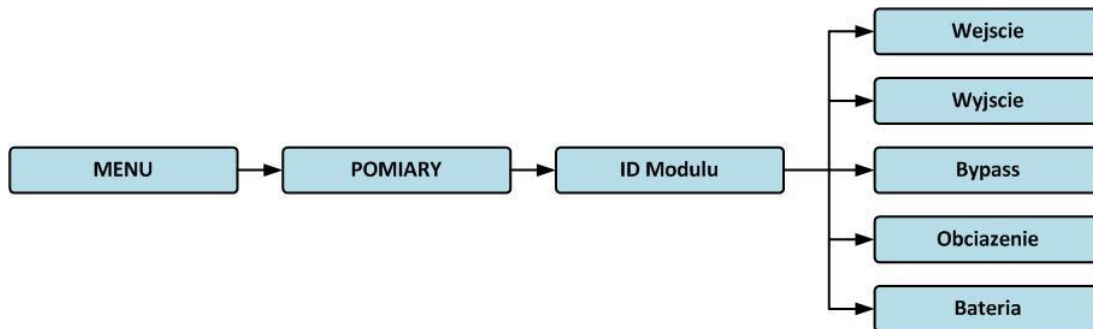 MENU
POMIARY
ID Modulu
Wejscie
Wyjscie
Bypass
Obciazenie
Bateria